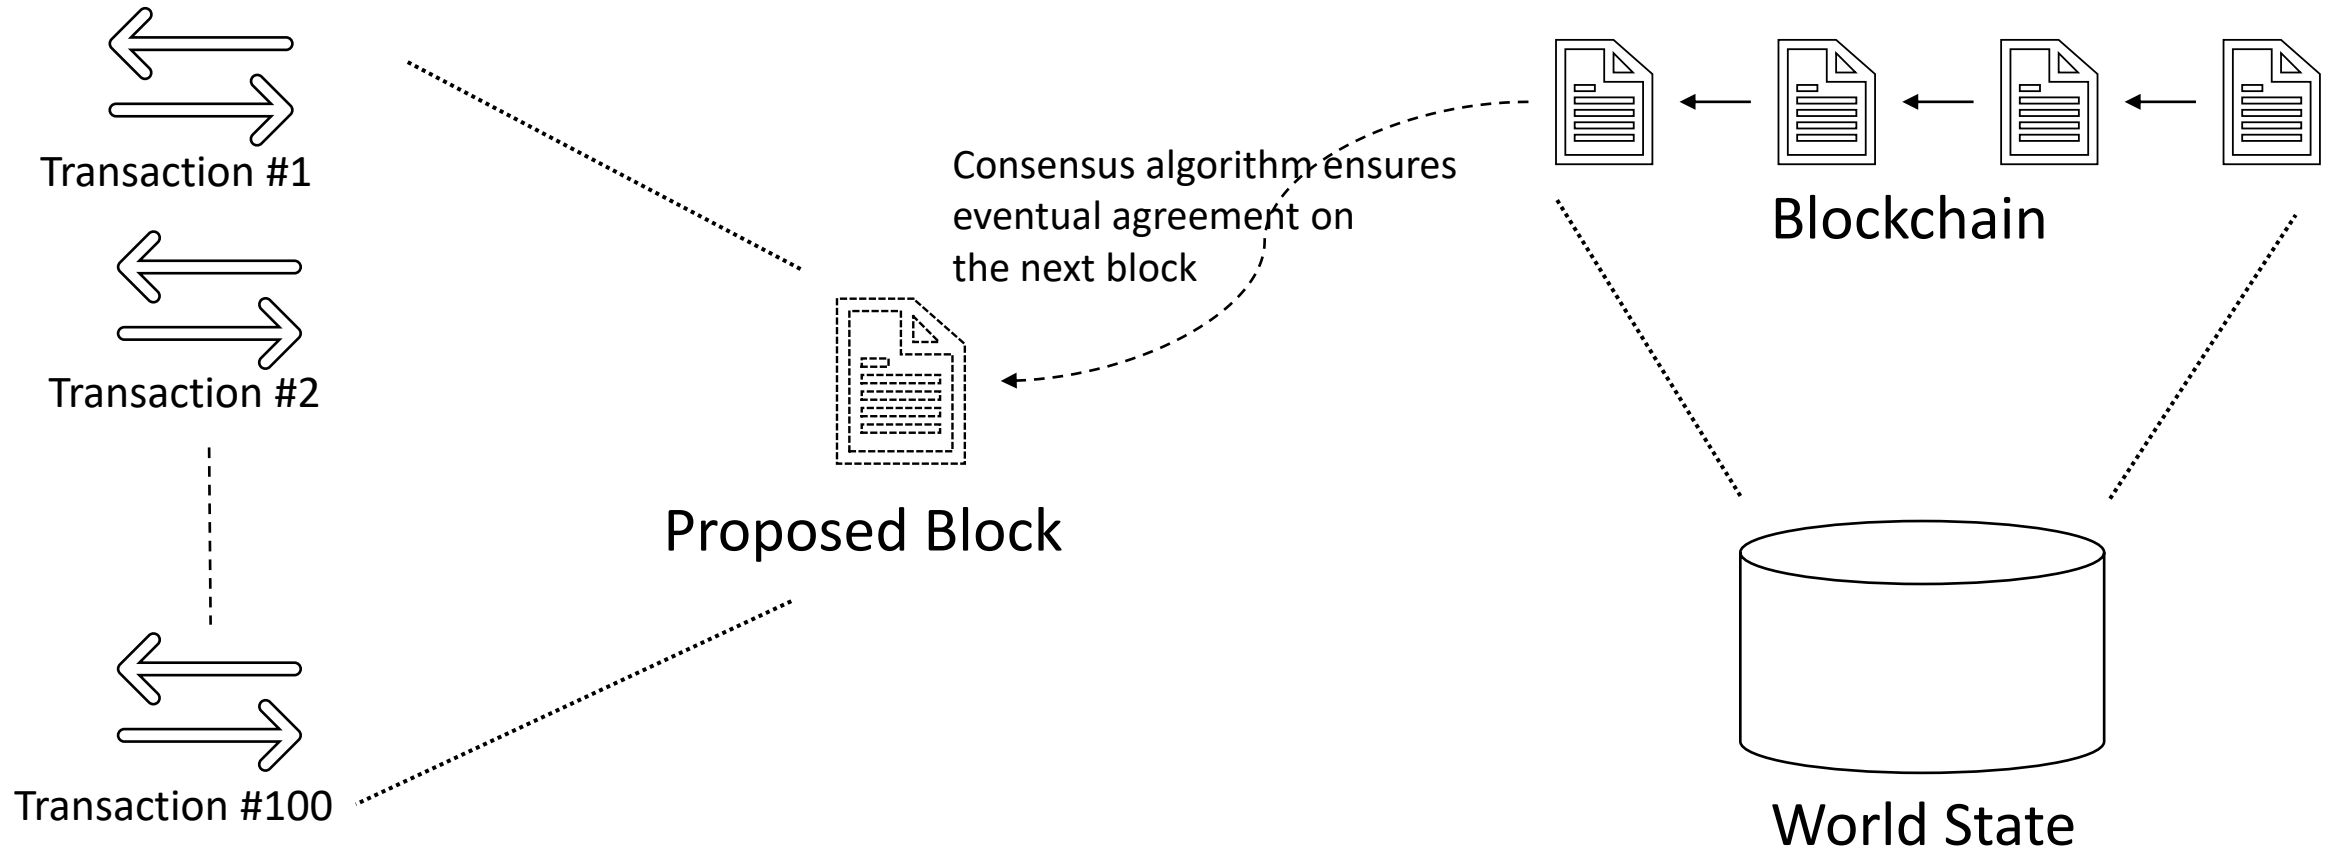 Transaction #1
Transaction #2
Transaction #100
Proposed Block
Consensus algorithm ensures
eventual agreement on
the next block
Blockchain
World State